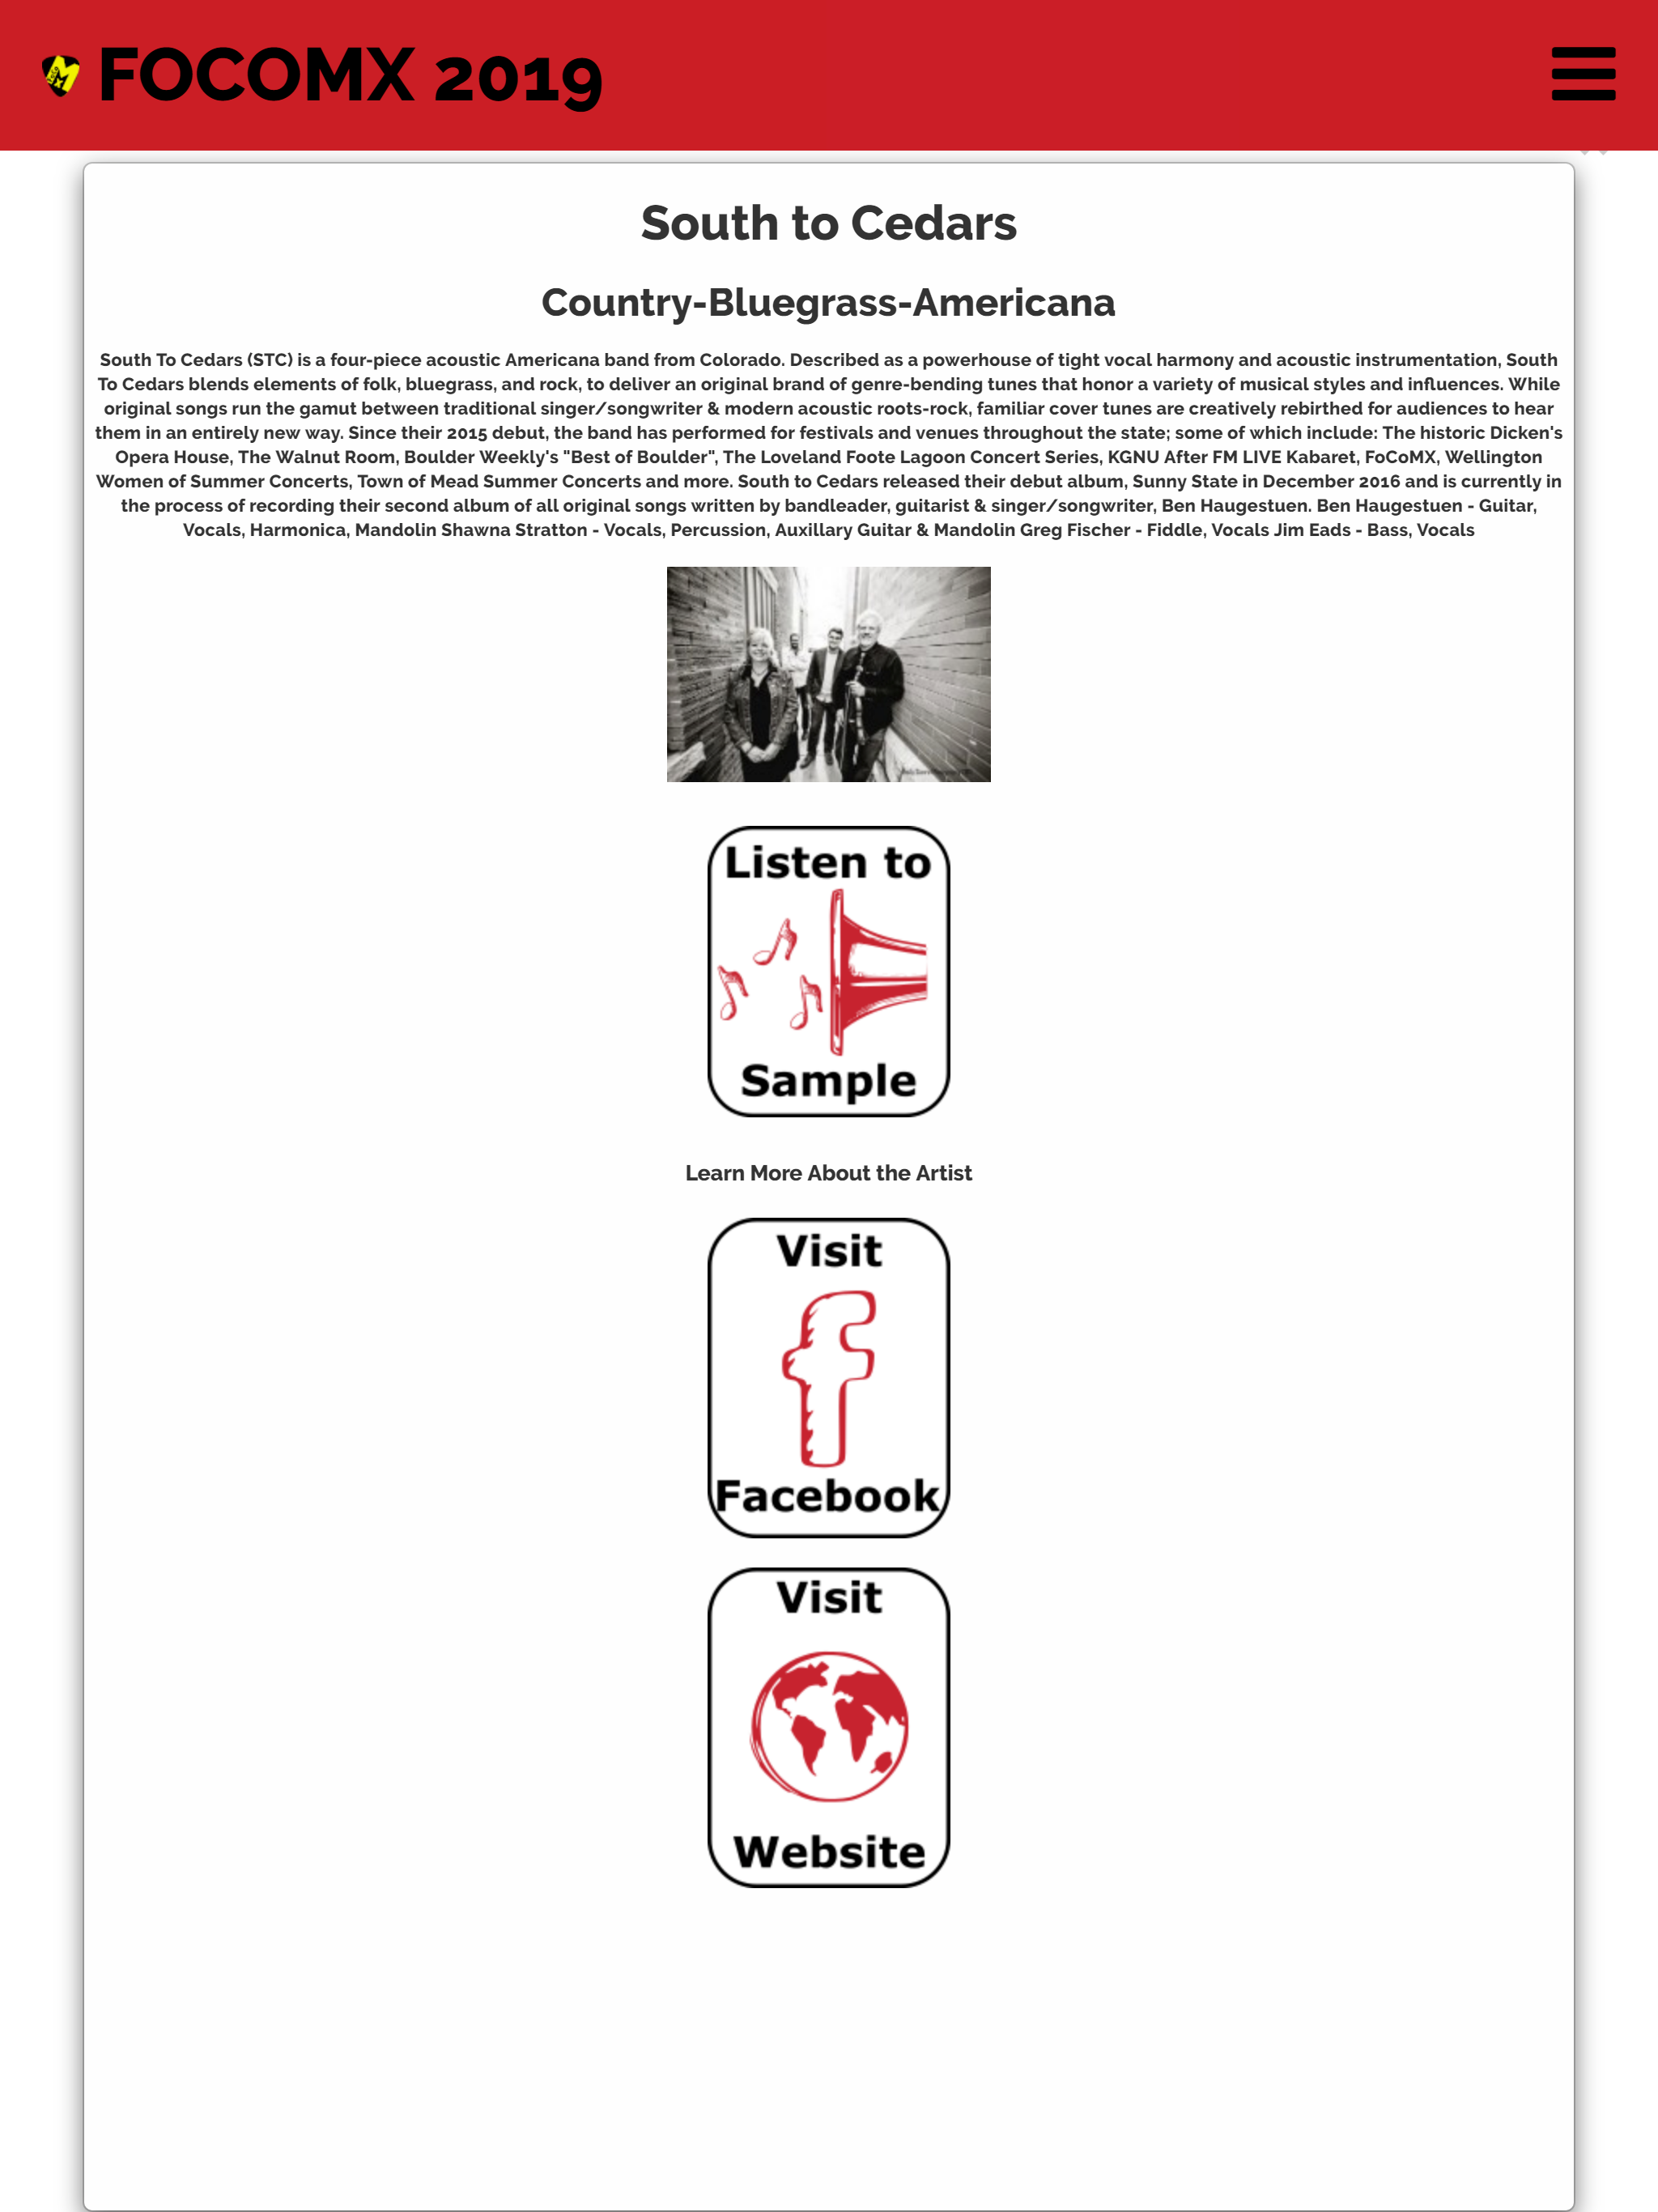 FOCOMX 2019
South to Cedars
Country-Bluegrass-Americana
South To Cedars (STC) is a four-piece acoustic Americana band from Colorado. Described as a powerhouse of tight vocal harmony and acoustic instrumentation, South
To Cedars blends elements of folk, bluegrass, and rock, to deliver an original brand of genre-bending tunes that honor a variety of musical styles and influences. While
original songs run the gamut between traditional singer/songwriter & modern acoustic roots-rock, familiar cover tunes are creatively rebirthed for audiences to hear
them in an entirely new way. Since their 2015 debut, the band has performed for festivals and venues throughout the state; some of which include: The historic Dicken's
Opera House, The Walnut Room, Boulder Weekly's "Best of Boulder", The Loveland Foote Lagoon Concert Series, KGNU After FM LIVE Kabaret, FoCoMX, Wellington
Women of Summer Concerts, Town of Mead Summer Concerts and more. South to Cedars released their debut album, Sunny State in December 2016 and is currently in
the process of recording their second album of all original songs written by bandleader, guitarist & singer/songwriter, Ben Haugestuen. Ben Haugestuen - Guitar,
Vocals, Harmonica, Mandolin Shawna Stratton - Vocals, Percussion, Auxillary Guitar & Mandolin Greg Fischer - Fiddle, Vocals Jim Eads - Bass, Vocals
Listen to
Sample
Learn More About the Artist
Visit
Facebook
Visit
Website